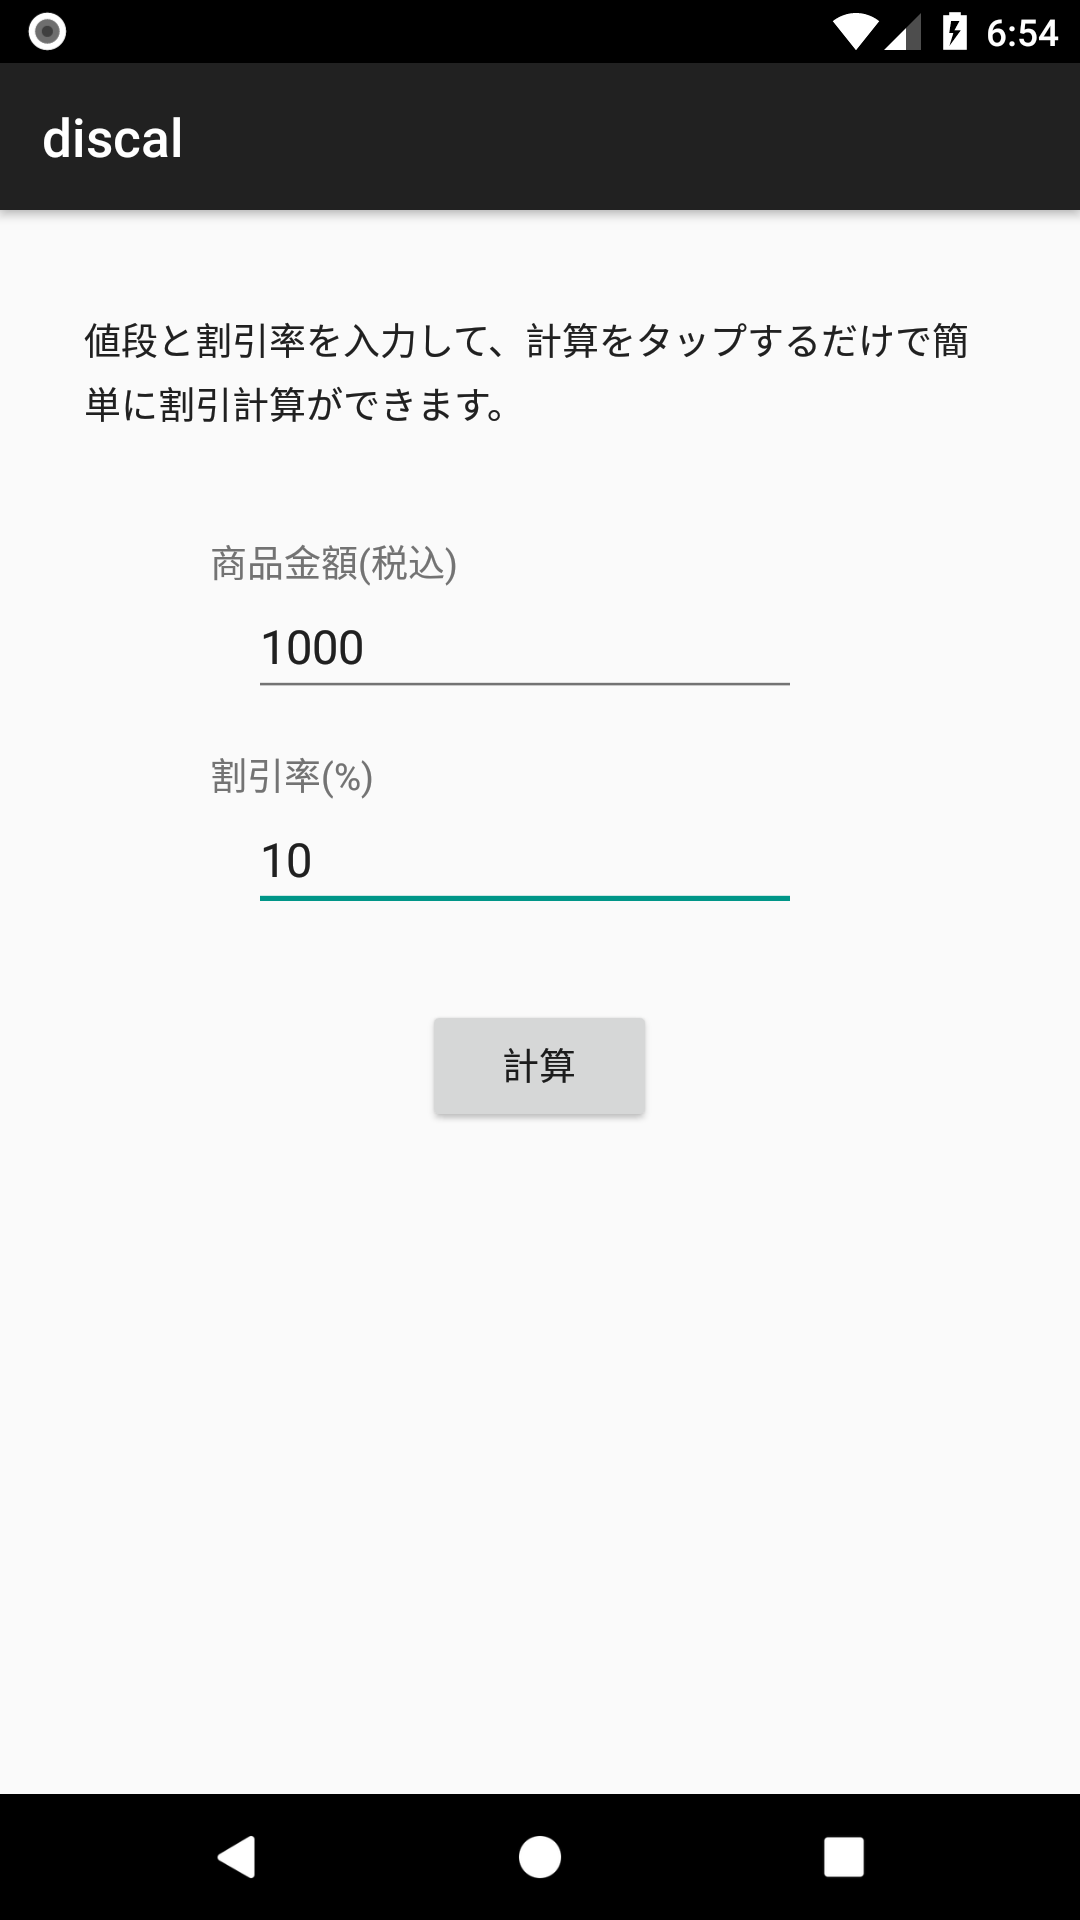 6:54
discal
値段と割引率を入力して、計算をタップするだけで簡
単に割引計算ができます。
商品金額(税込)
1000
割引率(%)
10
計算